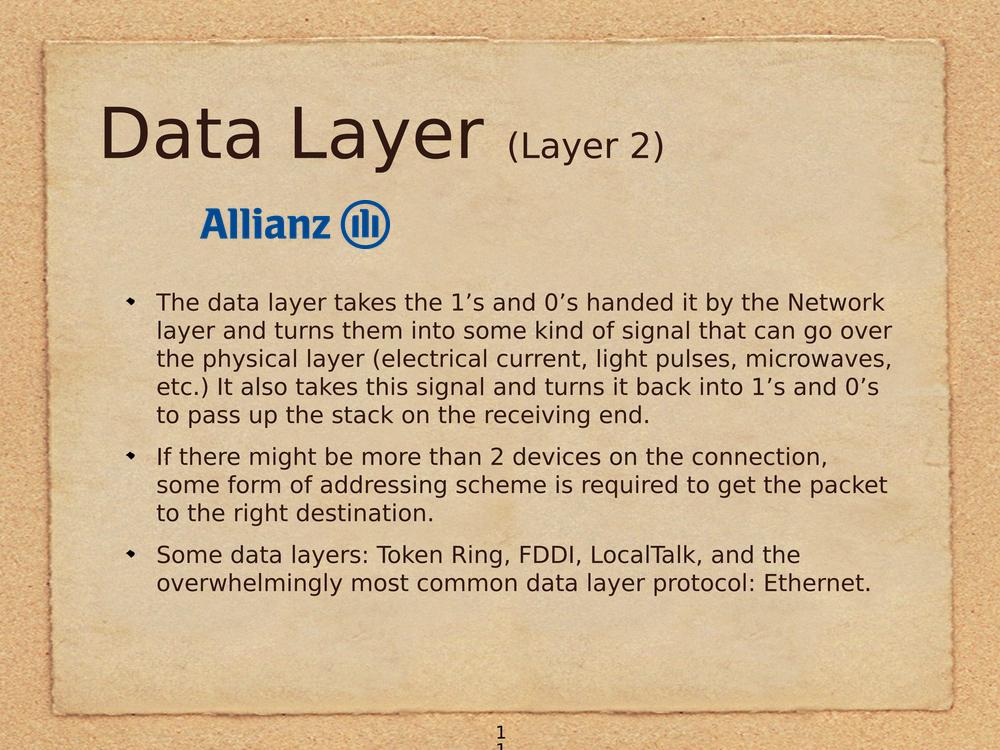 Data Layer (Layer 2)
Allianz
The data layer takes the 1’s and 0’s handed it by the Network
layer and turns them into some kind of signal that can go over
the physical layer (electrical current, light pulses, microwaves,
etc.) It also takes this signal and turns it back into 1’s and 0’s
to pass up the stack on the receiving end.
If there might be more than 2 devices on the connection,
some form of addressing scheme is required to get the packet
to the right destination.
Some data layers: Token Ring, FDDI, LocalTalk, and the
overwhelmingly most common data layer protocol: Ethernet.
1
1